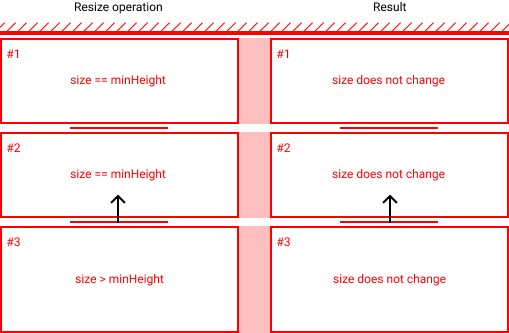 Resize operation
Result
#1
size == minHeight
#1
size does not change
#2
size == minHeight
#2
size does not change
#3
size > minHeight
#3
size does not change